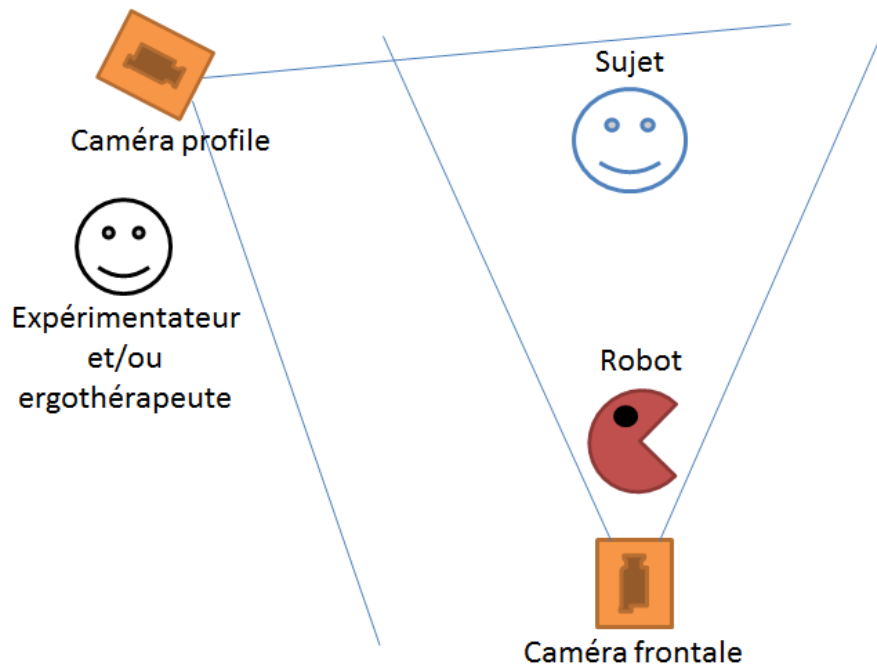 Sujet
Caméra profile
Expérimentateur
et/ou
ergothérapeute
Robot
Caméra frontale